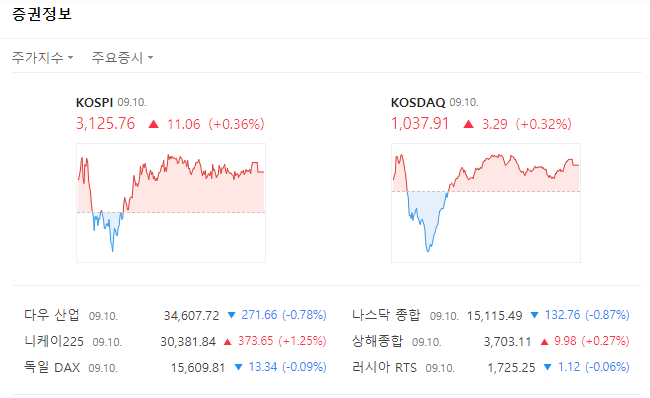 증권정보
주가지수 주요증시
KOSPI 09.10.
3,125.76 ▲ 11.06 (+0.36%)
KOSDAQ 09.10.
1,037.91 ▲ 3.29 (+0.32%)
다우 산업 09.10. 34,607.72 ▼ 271.66 (-0.78%)
나스닥 종합 09.10. 15,115.49 ▼ 132.76 (-0.87%)
니케이225 09.10. 30,381.84 ▲ 373.65 (+1.25%)
상해종합 09.10. 3,703.11 ▲ 9.98 (+0.27%)
독일 DAX 09.10. 15,609.81 ▼ 13.34 (-0.09%)
러시아 RTS 09.10. 1,725.25 ▼ 1.12 (-0.06%)